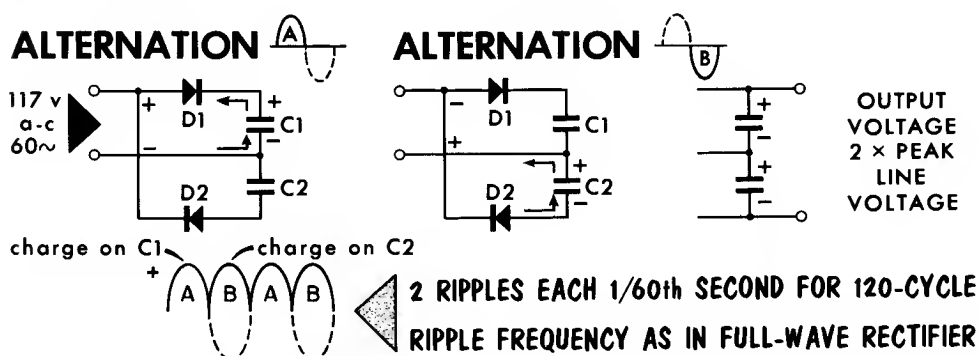 ALTERNATION A
ALTERNATION B
117 v
a-c
60~
+ D1 + C1
- -
D2 C2
- D1 C1
+ +
D2 C2
-
+
-
+
-
OUTPUT
VOLTAGE
2 × PEAK
LINE
VOLTAGE
charge on C1 charge on C2
+ A B A B
2 RIPPLES EACH 1/60th SECOND FOR 120-CYCLE
RIPPLE FREQUENCY AS IN FULL-WAVE RECTIFIER